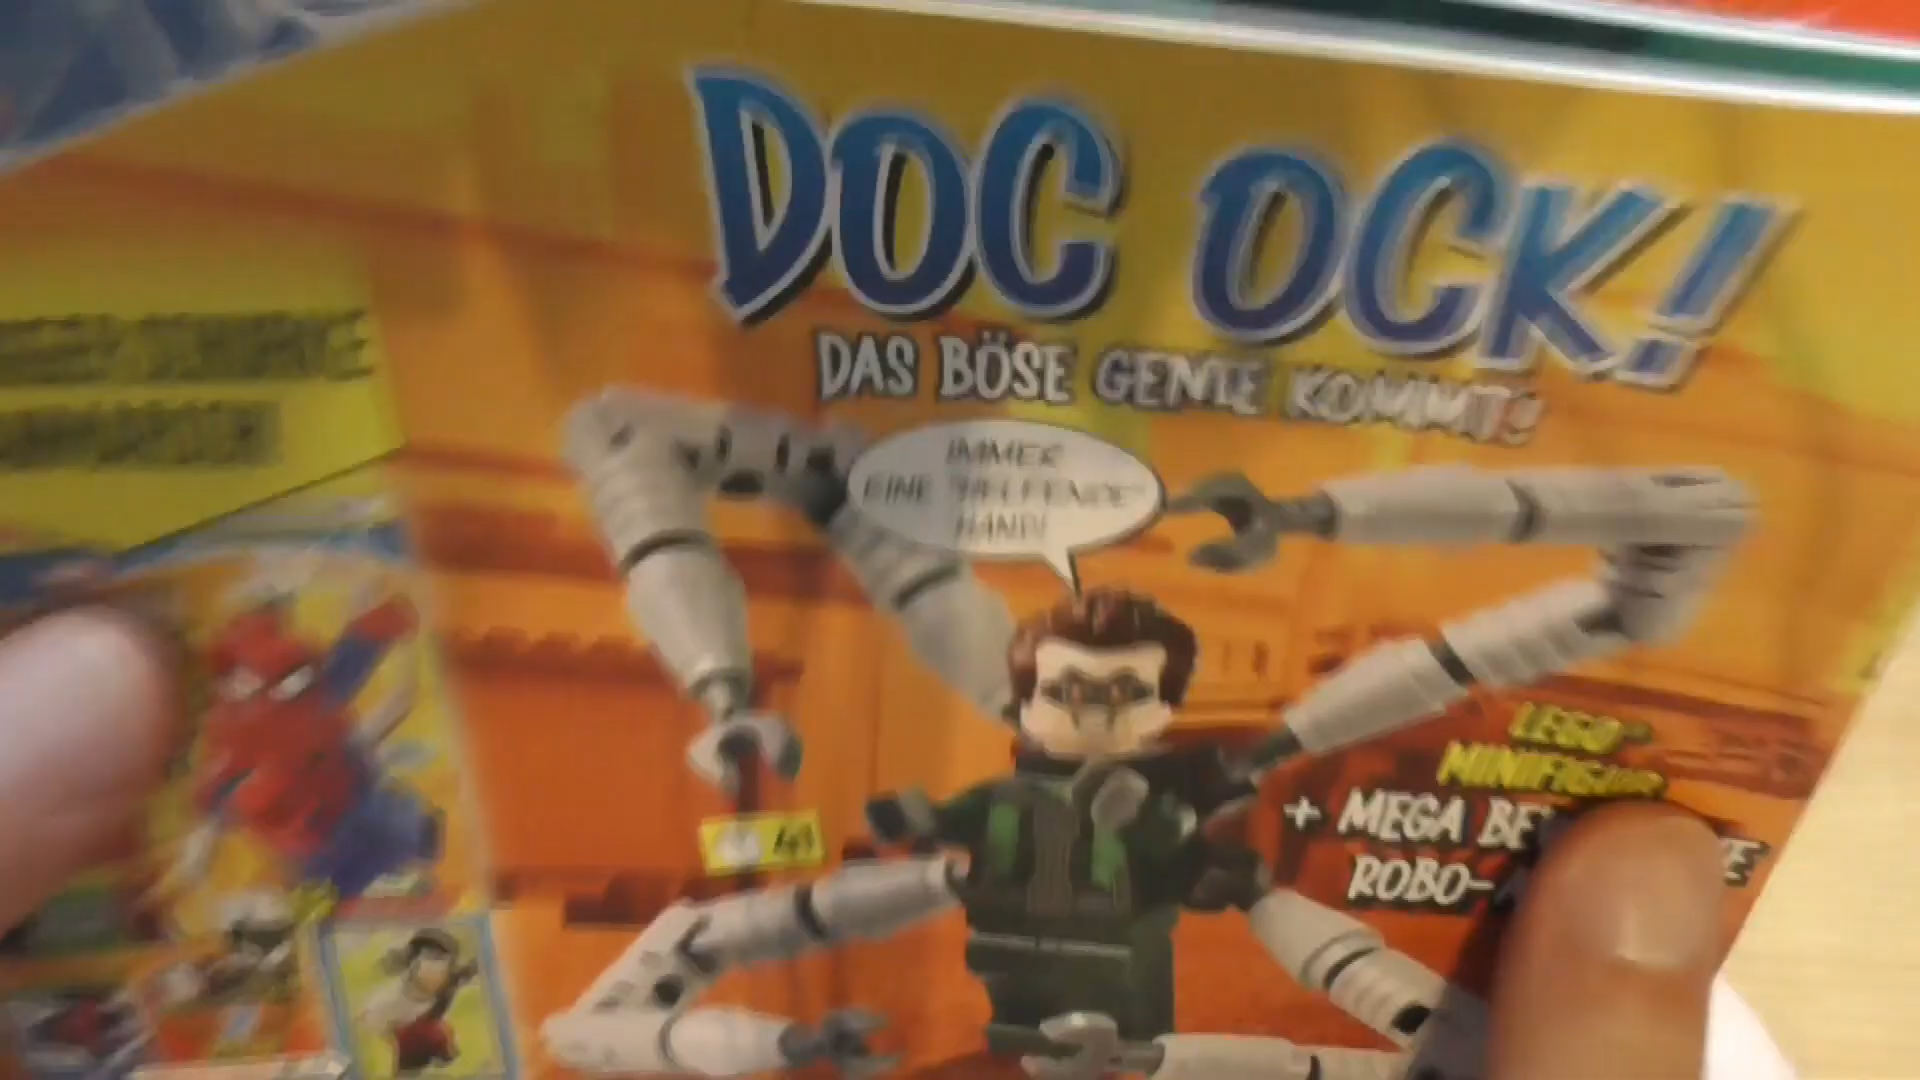 DOC OCK!
DAS BÖSE GENIE KOMMT!
IMMER
EINE "HELFENDE"
HAND!
LEGO®
MINIFIGUR
+ MEGA
ROBO-